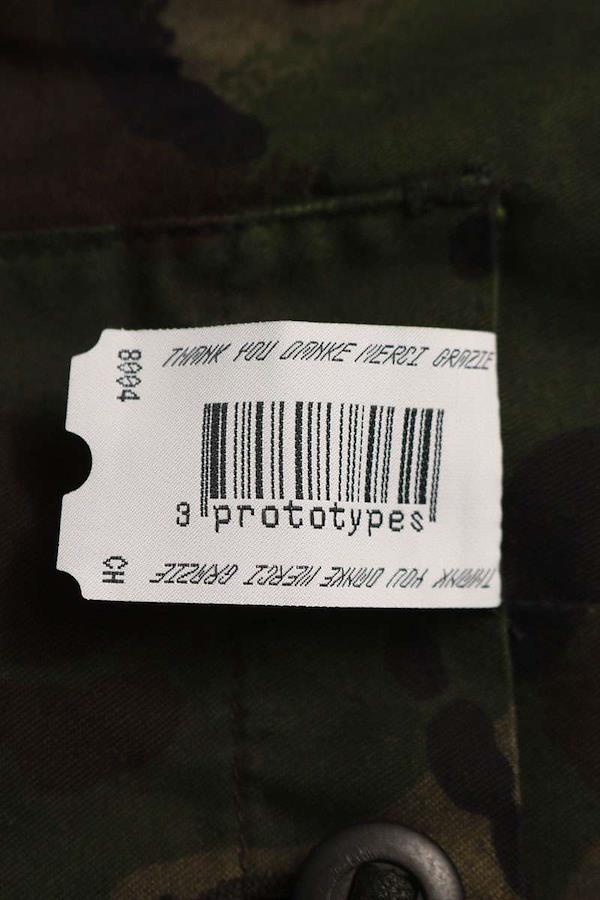 THANK YOU DANKE MERCI GRAZIE
8004
3 prototypes
CH
THANK YOU DANKE MERCI GRAZIE